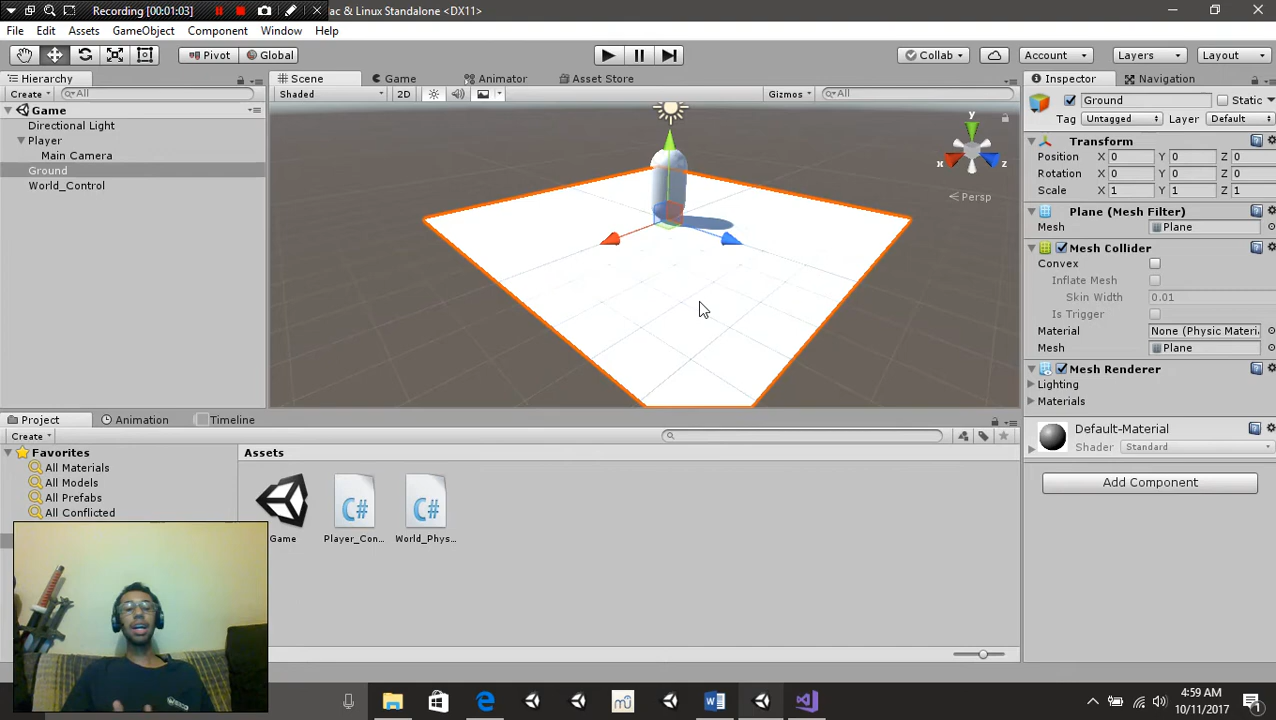 Recording [00:01:03]
ac & Linux Standalone <DX11>
File Edit Assets GameObject Component Window Help
Pivot Global Collab Account Layers Layout
Hierarchy
Create All
Game
Directional Light
Player
Main Camera
Ground
World_Control
Scene Game Animator Asset Store
Shaded 2D Gizmos All
y
x
z
Persp
Inspector Navigation
Ground Static
Tag Untagged Layer Default
Transform
Position X 0 Y 0 Z 0
Rotation X 0 Y 0 Z 0
Scale X 1 Y 1 Z 1
Plane (Mesh Filter)
Mesh Plane
Mesh Collider
Convex
Inflate Mesh
Skin Width 0.01
Is Trigger
Material None (Physic Materi
Mesh Plane
Mesh Renderer
Lighting
Materials
Default-Material
Shader Standard
Add Component
Project Animation Timeline
Create
Favorites
All Materials
All Models
All Prefabs
All Conflicted
Assets
C# C#
Game Player_Con... World_Phys...
4:59 AM
10/11/2017